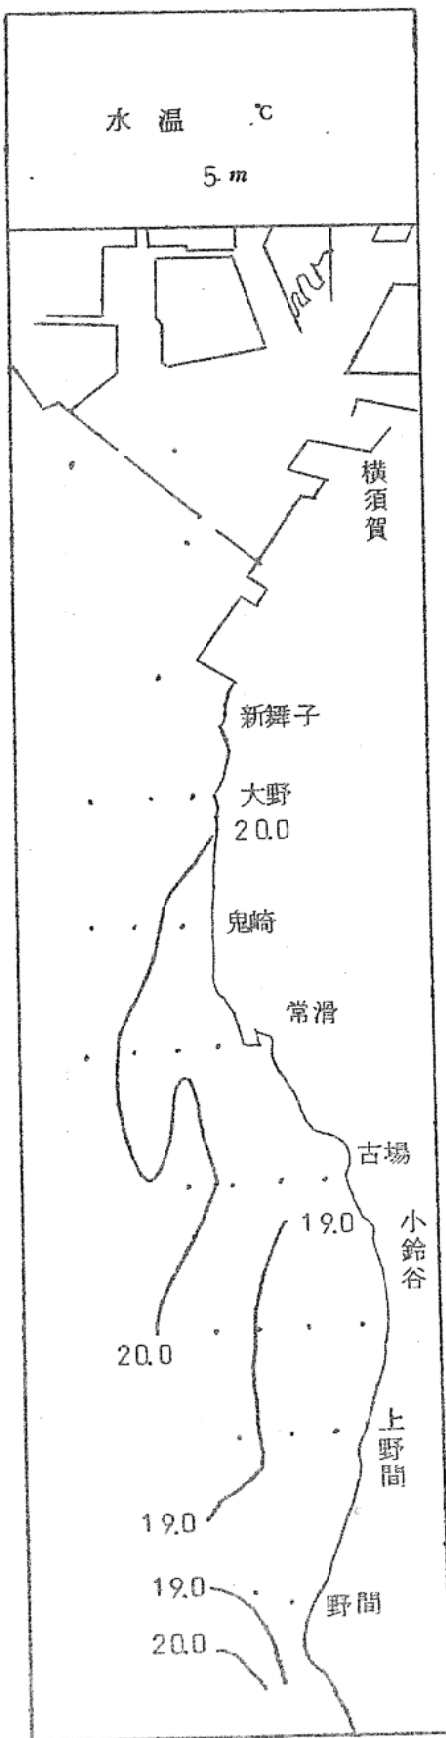 水温 ℃
5 m
横須賀
新舞子
大野
20.0
鬼崎
常滑
古場
19.0
小鈴谷
20.0
上野間
19.0
19.0
野間
20.0